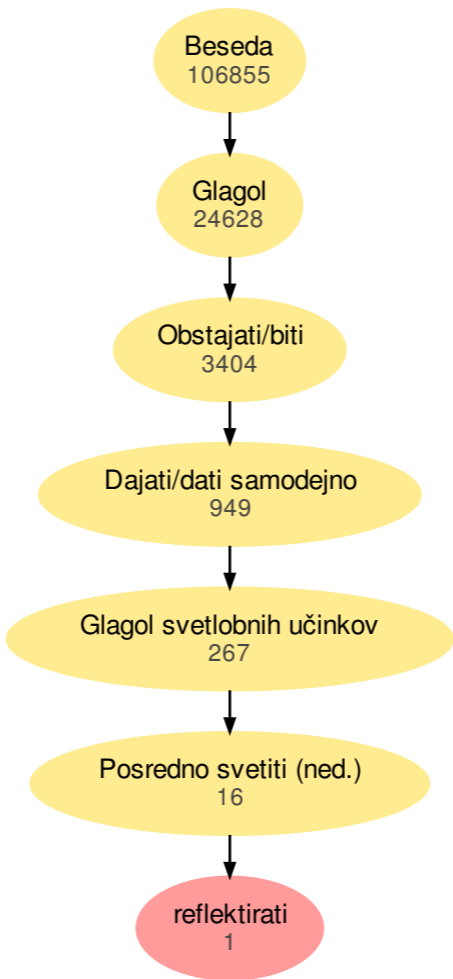 Beseda
106855
Glagol
24628
Obstajati/biti
3404
Dajati/dati samodejno
949
Glagol svetlobnih učinkov
267
Posredno svetiti (ned.)
16
reflektirati
1